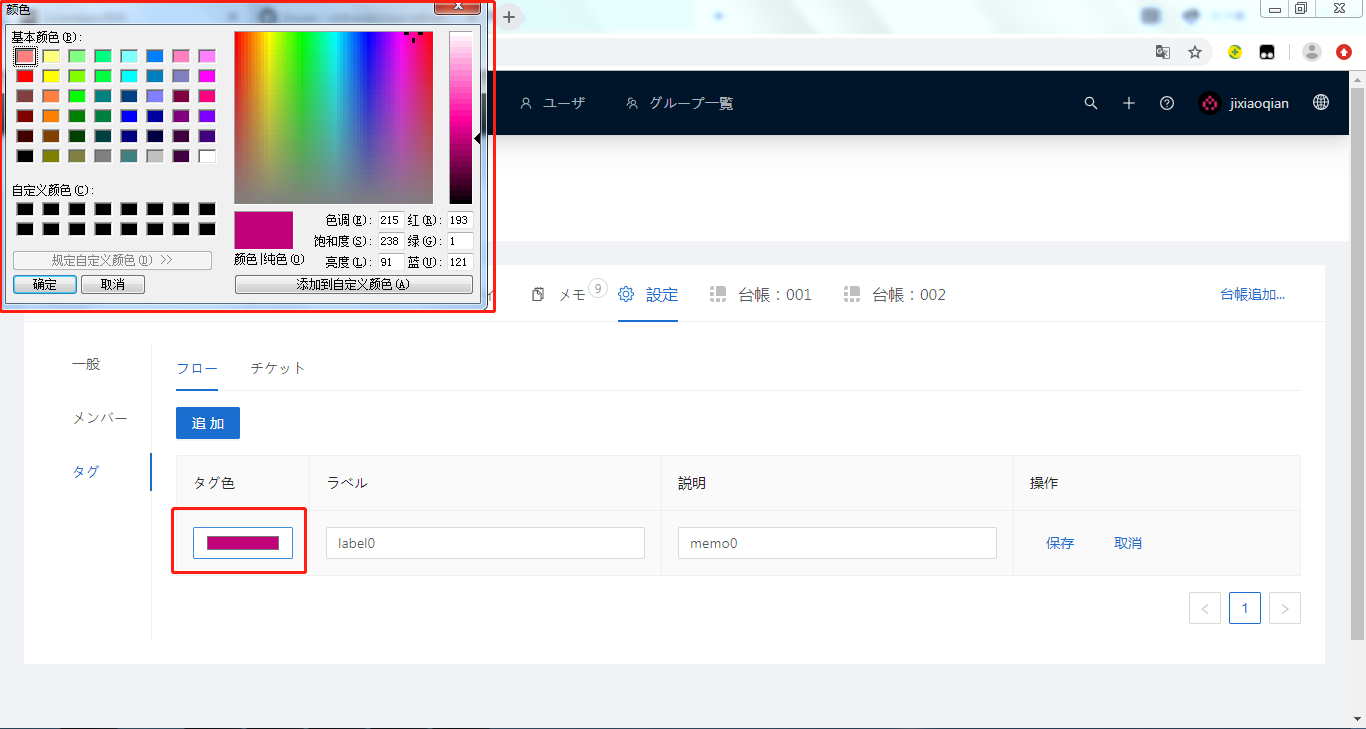 颜色
基本颜色(B):
自定义颜色(C):
规定自定义颜色(D) >>
确定 取消
色调(E): 215 红(R): 193
饱和度(S): 238 绿(G): 1
颜色|纯色(O) 亮度(L): 91 蓝(U): 121
添加到自定义颜色(A)
ユーザ グループ一覧 jixiaoqian
メモ 9 設定 台帳：001 台帳：002 台帳追加...
一般
メンバー
タグ
フロー チケット
追 加
タグ色 ラベル 説明 操作
label0 memo0 保存 取消
< 1 >